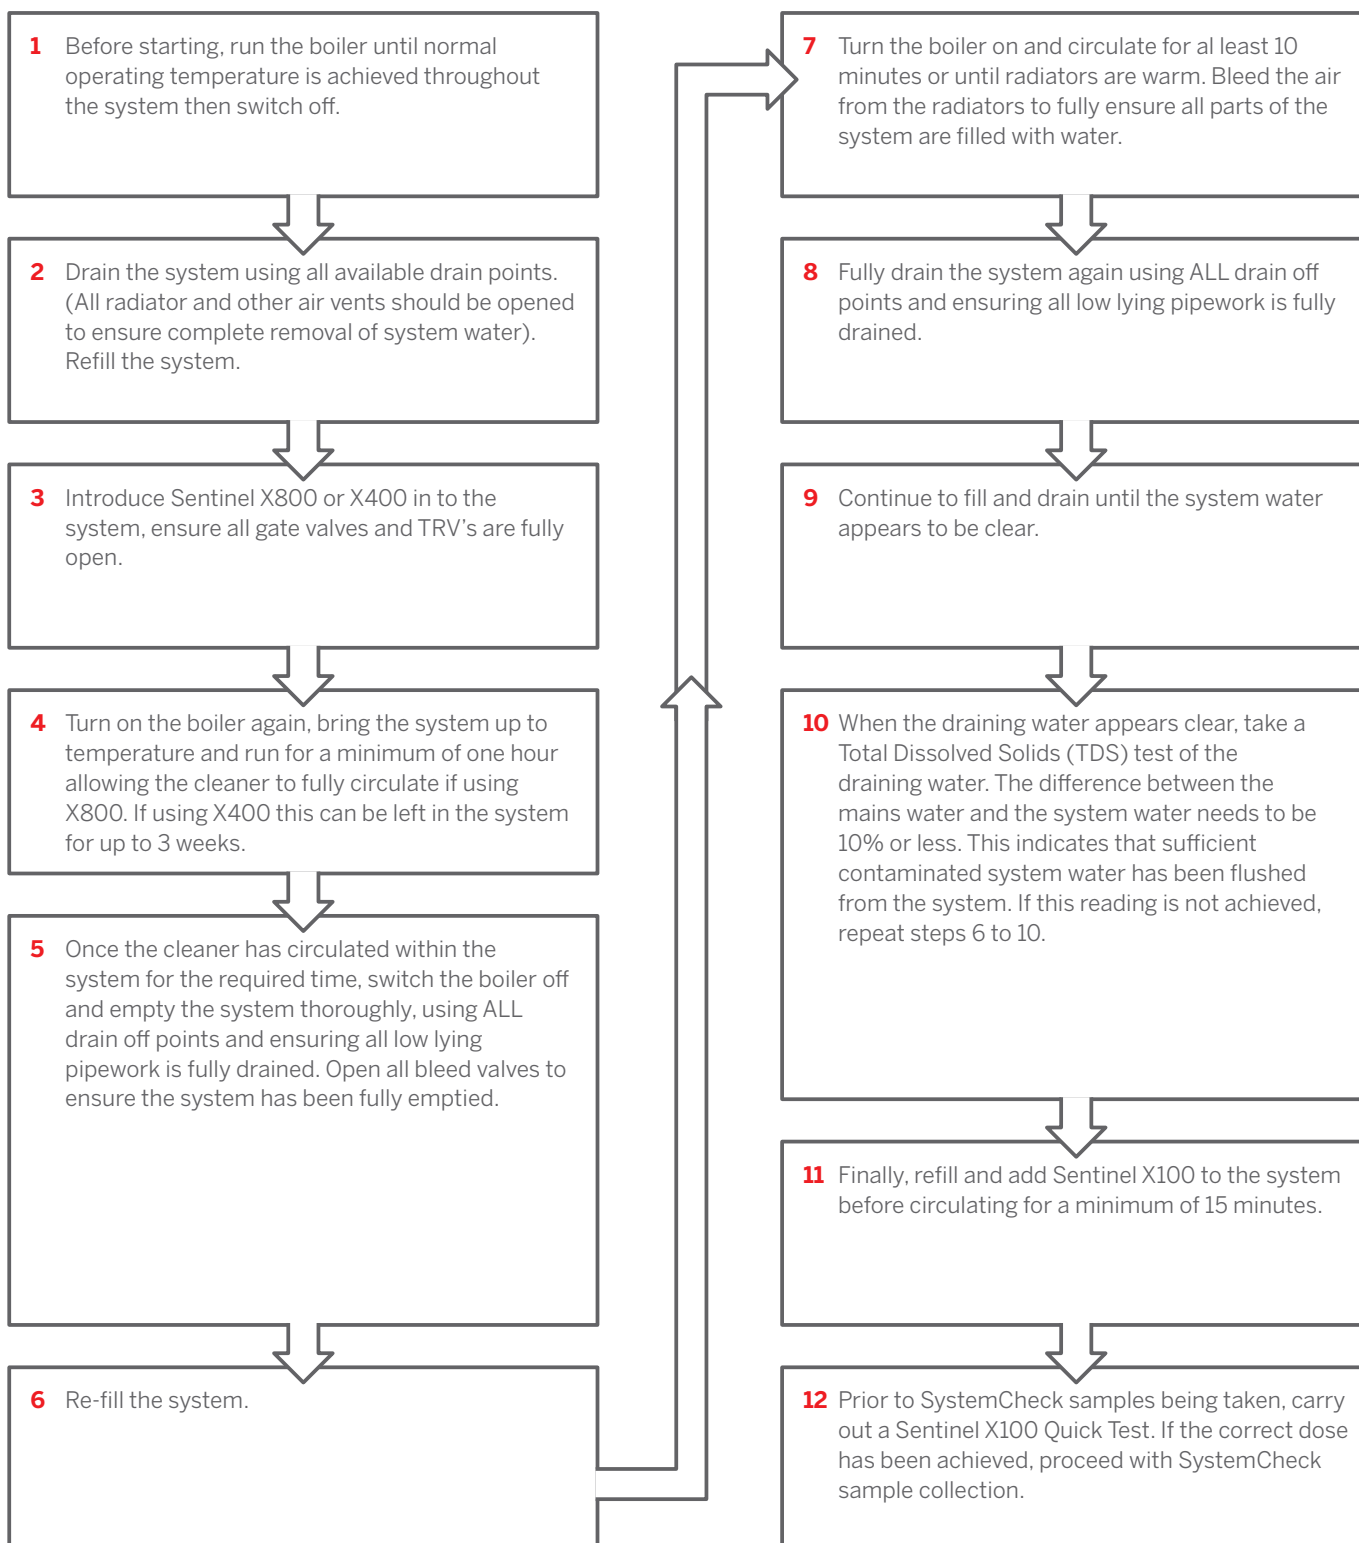 1 Before starting, run the boiler until normal
operating temperature is achieved throughout
the system then switch off.
2 Drain the system using all available drain points.
(All radiator and other air vents should be opened
to ensure complete removal of system water).
Refill the system.
3 Introduce Sentinel X800 or X400 in to the
system, ensure all gate valves and TRV's are fully
open.
4 Turn on the boiler again, bring the system up to
temperature and run for a minimum of one hour
allowing the cleaner to fully circulate if using
X800. If using X400 this can be left in the system
for up to 3 weeks.
5 Once the cleaner has circulated within the
system for the required time, switch the boiler off
and empty the system thoroughly, using ALL
drain off points and ensuring all low lying
pipework is fully drained. Open all bleed valves to
ensure the system has been fully emptied.
6 Re-fill the system.
7 Turn the boiler on and circulate for al least 10
minutes or until radiators are warm. Bleed the air
from the radiators to fully ensure all parts of the
system are filled with water.
8 Fully drain the system again using ALL drain off
points and ensuring all low lying pipework is fully
drained.
9 Continue to fill and drain until the system water
appears to be clear.
10 When the draining water appears clear, take a
Total Dissolved Solids (TDS) test of the
draining water. The difference between the
mains water and the system water needs to be
10% or less. This indicates that sufficient
contaminated system water has been flushed
from the system. If this reading is not achieved,
repeat steps 6 to 10.
11 Finally, refill and add Sentinel X100 to the system
before circulating for a minimum of 15 minutes.
12 Prior to SystemCheck samples being taken, carry
out a Sentinel X100 Quick Test. If the correct dose
has been achieved, proceed with SystemCheck
sample collection.